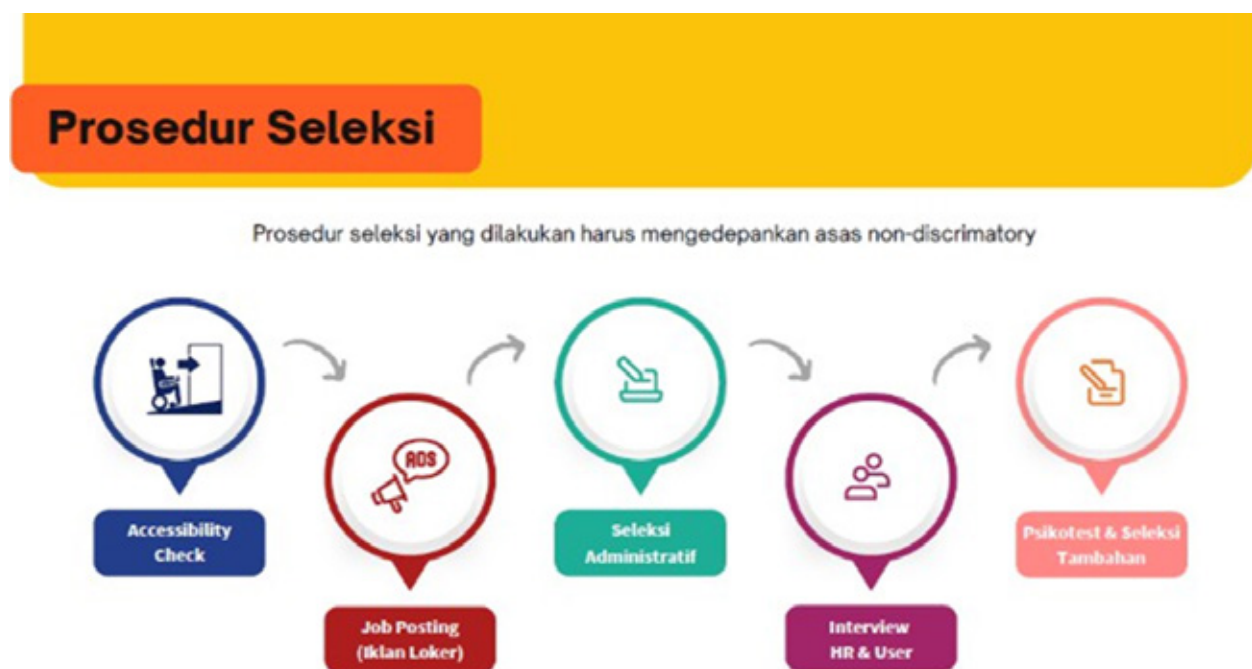 Prosedur Seleksi
Prosedur seleksi yang dilakukan harus mengedepankan asas non-discrimatory
ADS
Accessibility
Check
Job Posting
(Iklan Loker)
Seleksi
Administratif
Interview
HR & User
Psikotest & Seleksi
Tambahan